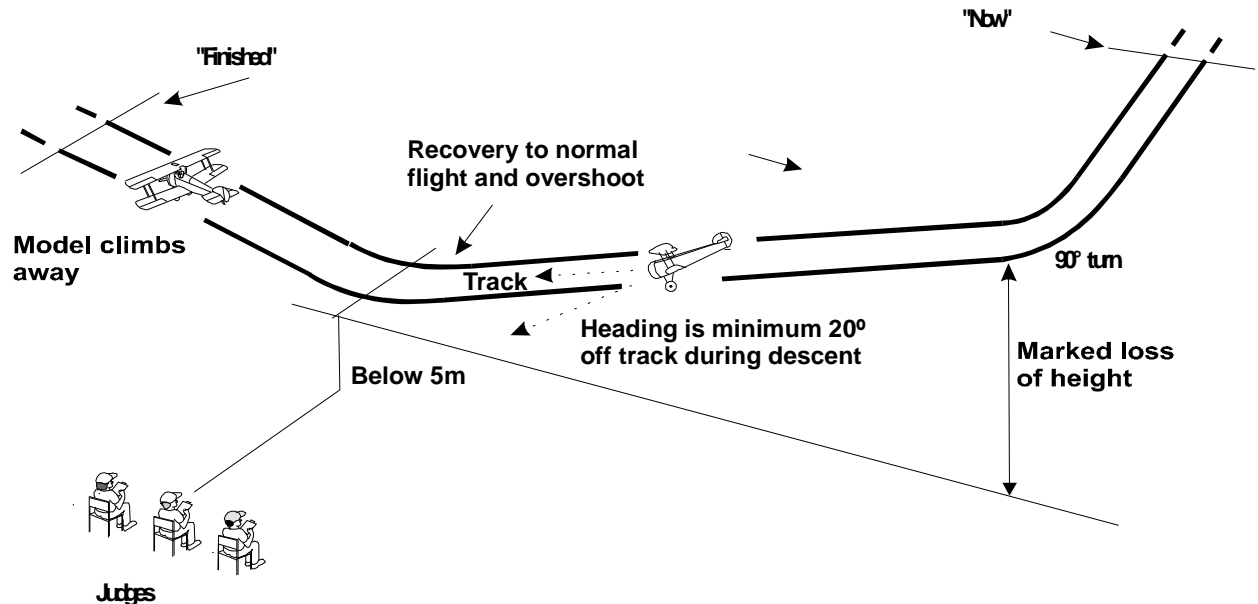 "Now"
"Finished"
Recovery to normal
flight and overshoot
Model climbs
away
90° turn
Track
Heading is minimum 20º
off track during descent
Marked loss
of height
Below 5m
Judges